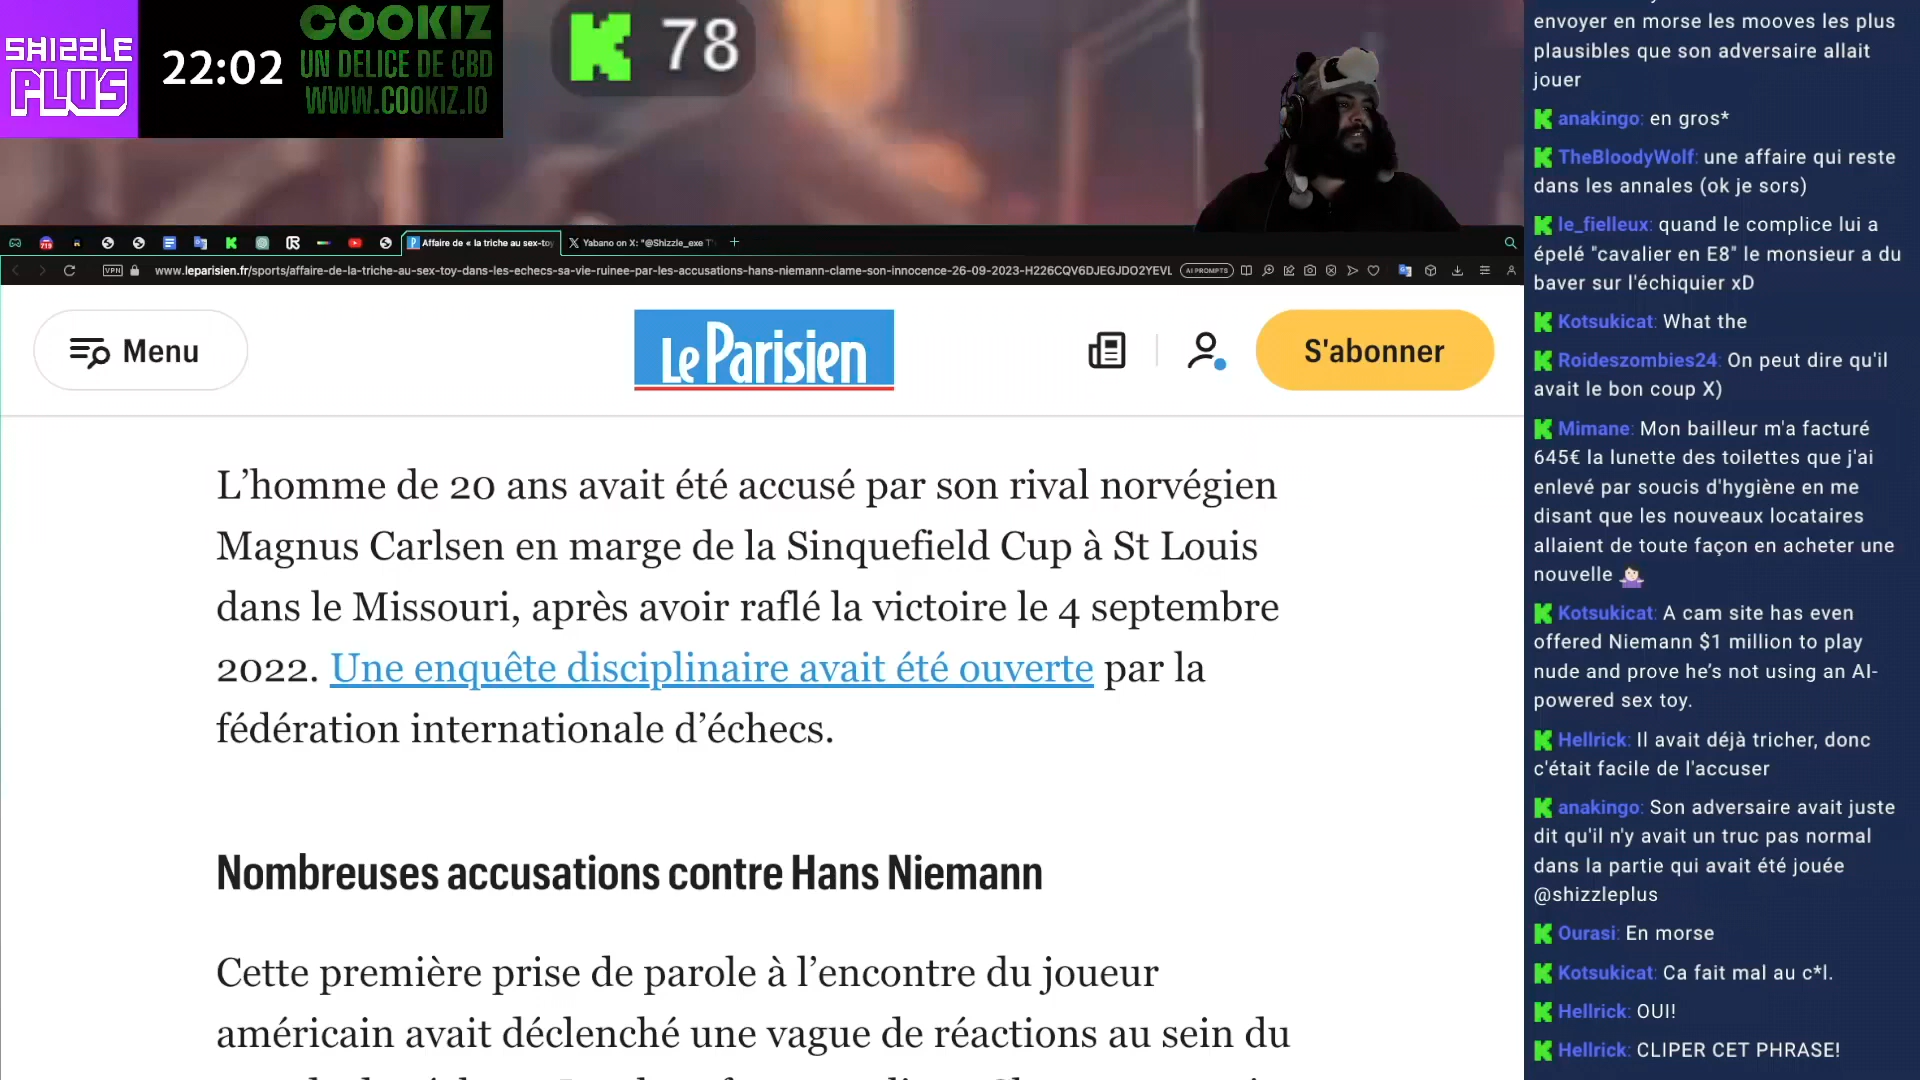 SHIZZLE
PLUS
22:02
COOKIZ
UN DELICE DE CBD
WWW.COOKIZ.IO
78
envoyer en morse les mooves les plus
plausibles que son adversaire allait
jouer
anakingo: en gros*
TheBloodyWolf: une affaire qui reste
dans les annales (ok je sors)
le_fielleux: quand le complice lui a
épelé "cavalier en E8" le monsieur a du
baver sur l'échiquier xD
Kotsukicat: What the
Roideszombies24: On peut dire qu'il
avait le bon coup X)
Mimane: Mon bailleur m'a facturé
645€ la lunette des toilettes que j'ai
enlevé par soucis d'hygiène en me
disant que les nouveaux locataires
allaient de toute façon en acheter une
nouvelle
Kotsukicat: A cam site has even
offered Niemann $1 million to play
nude and prove he's not using an AI-
powered sex toy.
Hellrick: Il avait déjà tricher, donc
c'était facile de l'accuser
anakingo: Son adversaire avait juste
dit qu'il n'y avait un truc pas normal
dans la partie qui avait été jouée
@shizzleplus
Ourasi: En morse
Kotsukicat: Ca fait mal au c*l.
Hellrick: OUI!
Hellrick: CLIPER CET PHRASE!
Affaire de « la triche au sex-toy
Yabano on X: "@Shizzle_exe T
VPN
www.leparisien.fr/sports/affaire-de-la-triche-au-sex-toy-dans-les-echecs-sa-vie-ruinee-par-les-accusations-hans-niemann-clame-son-innocence-26-09-2023-H226CQV6DJEGJDO2YEVL
AI PROMPTS
Menu
Le Parisien
S'abonner
L’homme de 20 ans avait été accusé par son rival norvégien
Magnus Carlsen en marge de la Sinquefield Cup à St Louis
dans le Missouri, après avoir raflé la victoire le 4 septembre
2022. Une enquête disciplinaire avait été ouverte par la
fédération internationale d’échecs.
Nombreuses accusations contre Hans Niemann
Cette première prise de parole à l’encontre du joueur
américain avait déclenché une vague de réactions au sein du